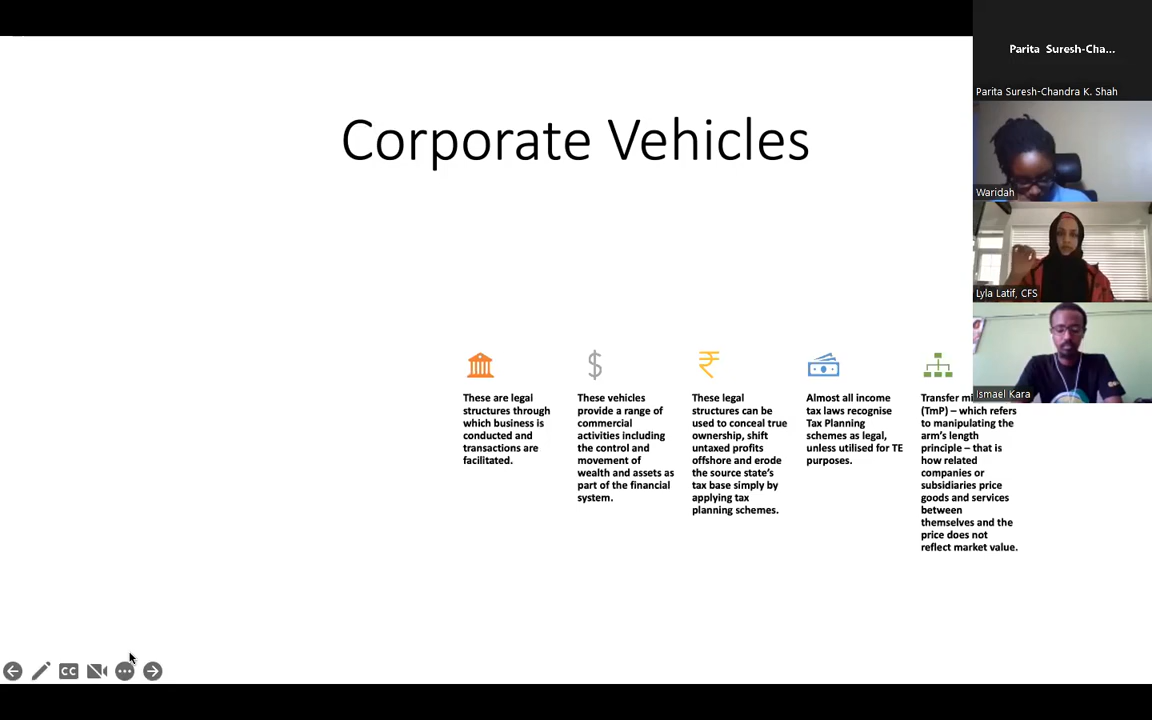 Corporate Vehicles
These are legal
structures through
which business is
conducted and
transactions are
facilitated.
These vehicles
provide a range of
commercial
activities including
the control and
movement of
wealth and assets as
part of the financial
system.
These legal
structures can be
used to conceal true
ownership, shift
untaxed profits
offshore and erode
the source state's
tax base simply by
applying tax
planning schemes.
Almost all income
tax laws recognise
Tax Planning
schemes as legal,
unless utilised for TE
purposes.
Transfer
(TmP) – which refers
to manipulating the
arm's length
principle – that is
how related
companies or
subsidiaries price
goods and services
between
themselves and the
price does not
reflect market value.
Parita Suresh-Cha...
Parita Suresh-Chandra K. Shah
Waridah
Lyla Latif, CFS
Ismael Kara
CC